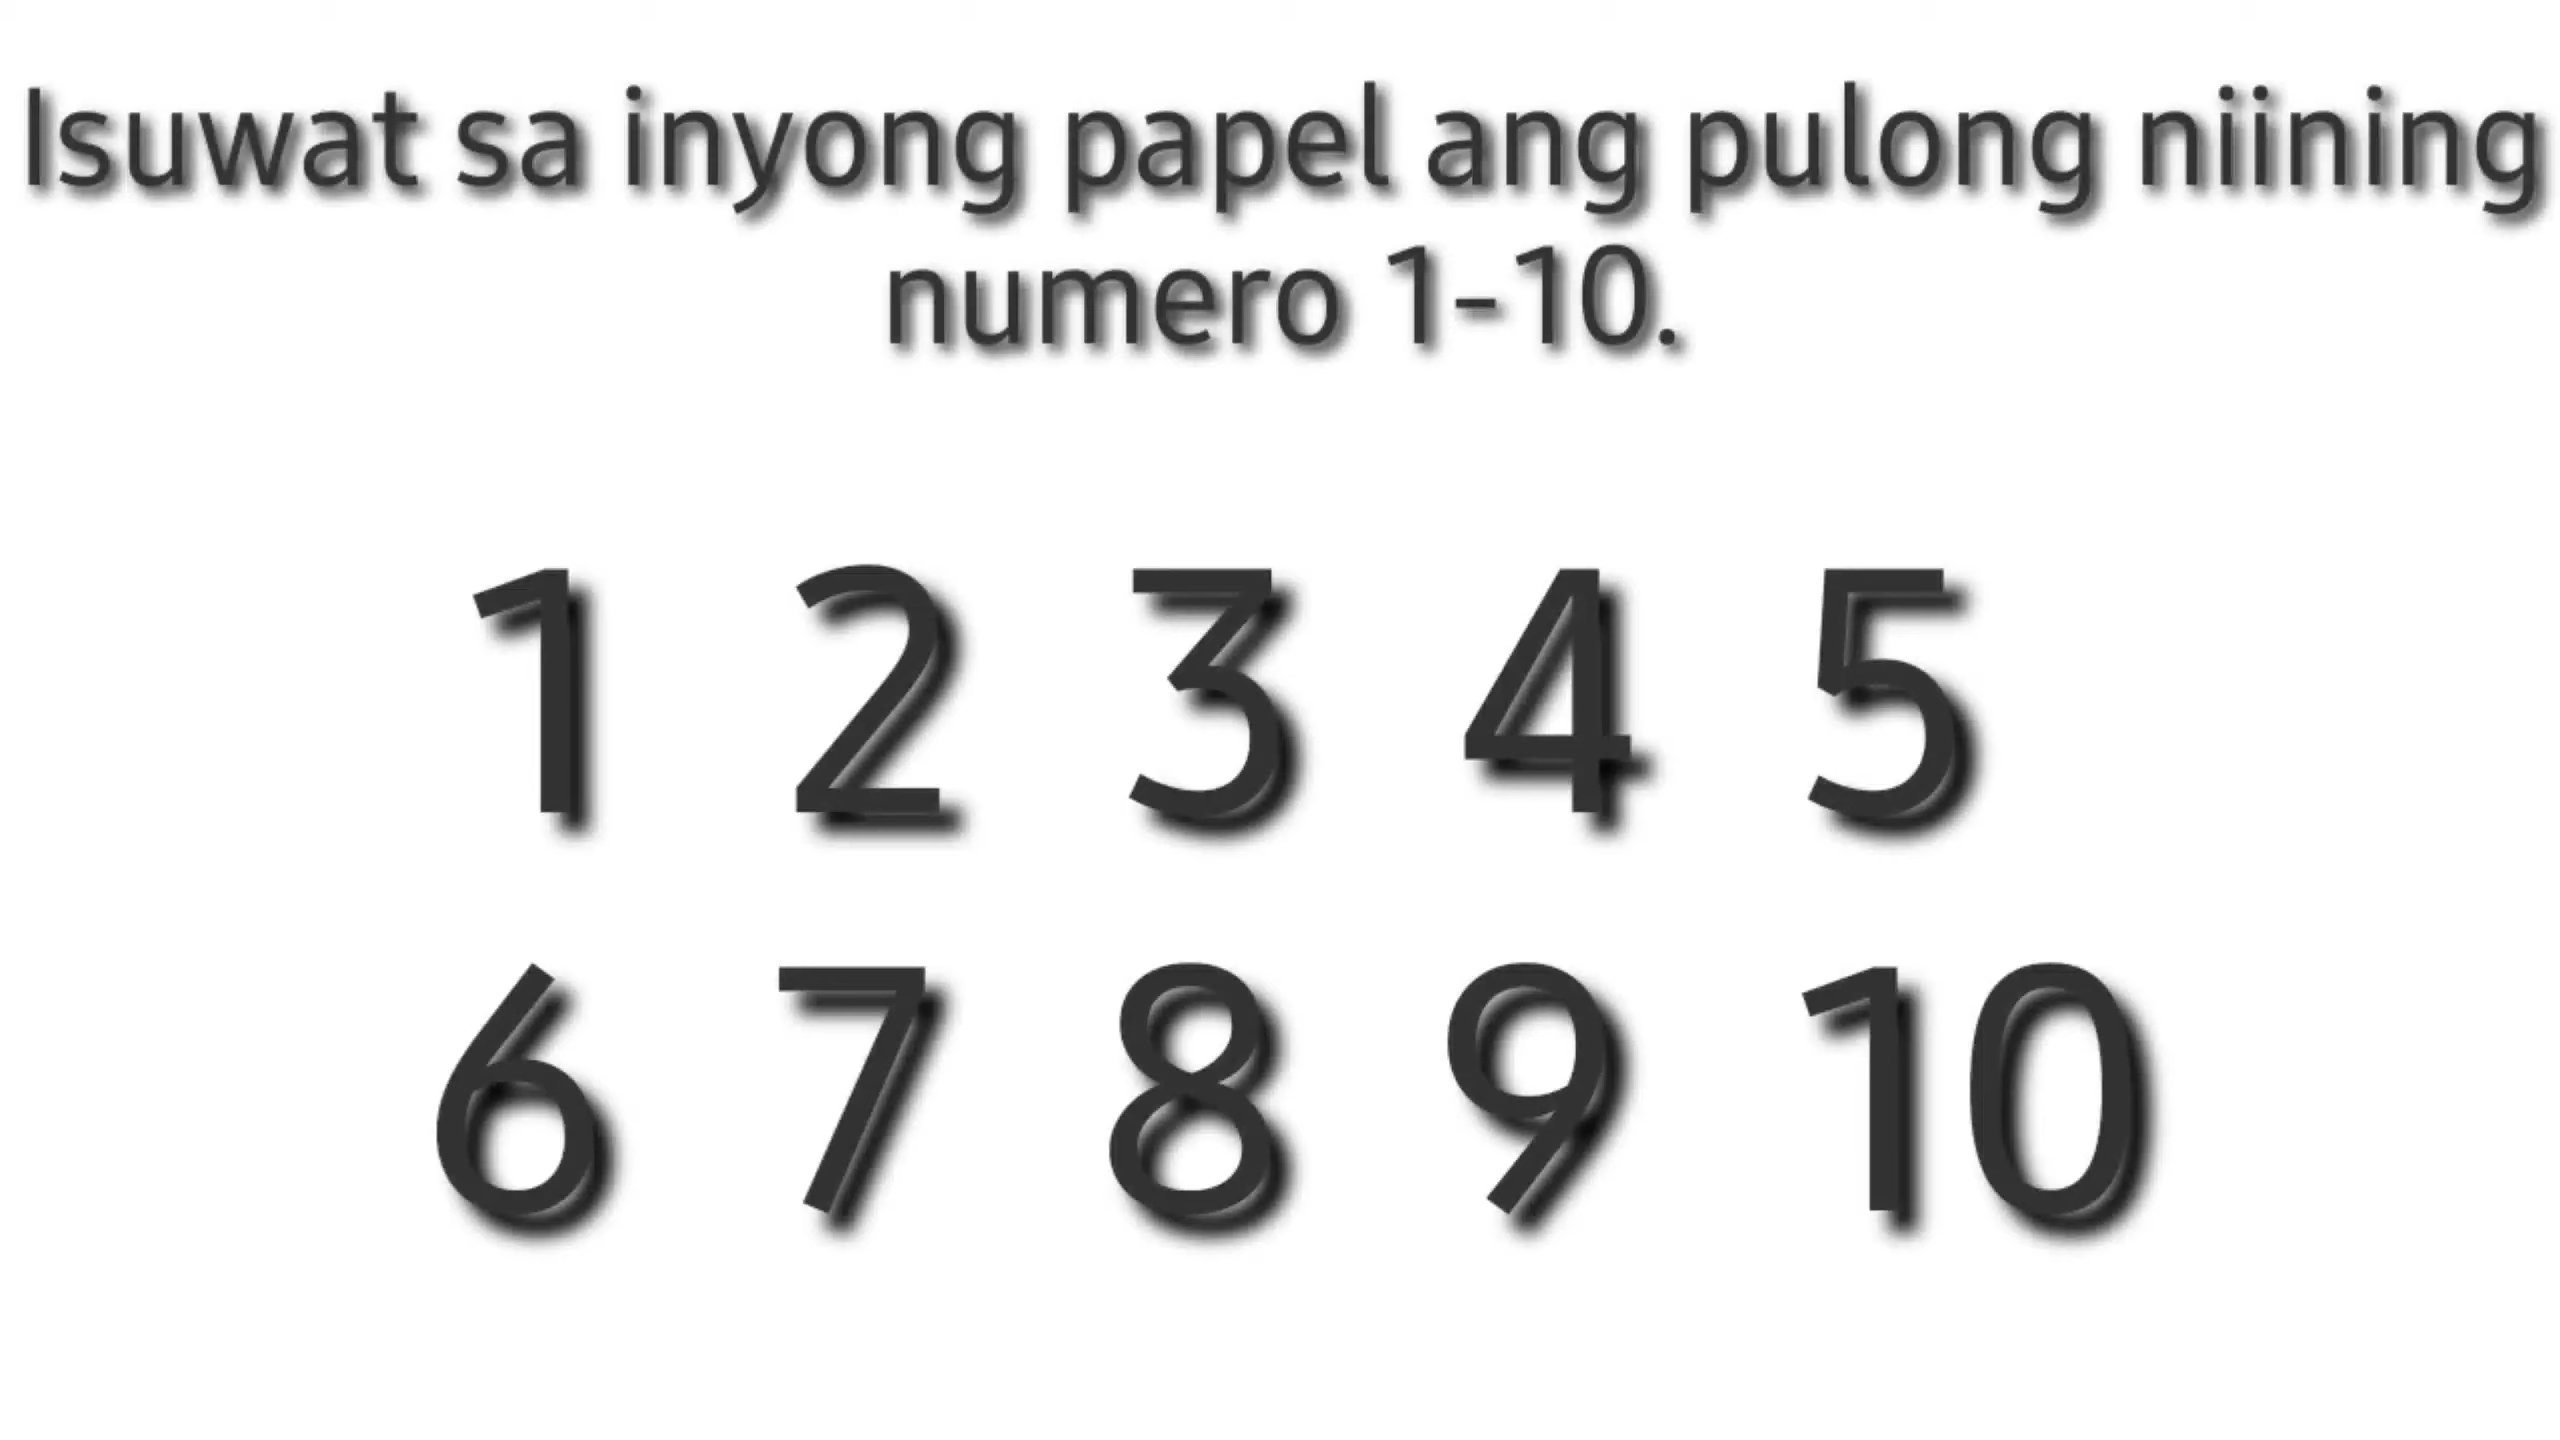 Isuwat sa inyong papel ang pulong niining
numero 1-10.
1 2 3 4 5
6 7 8 9 10